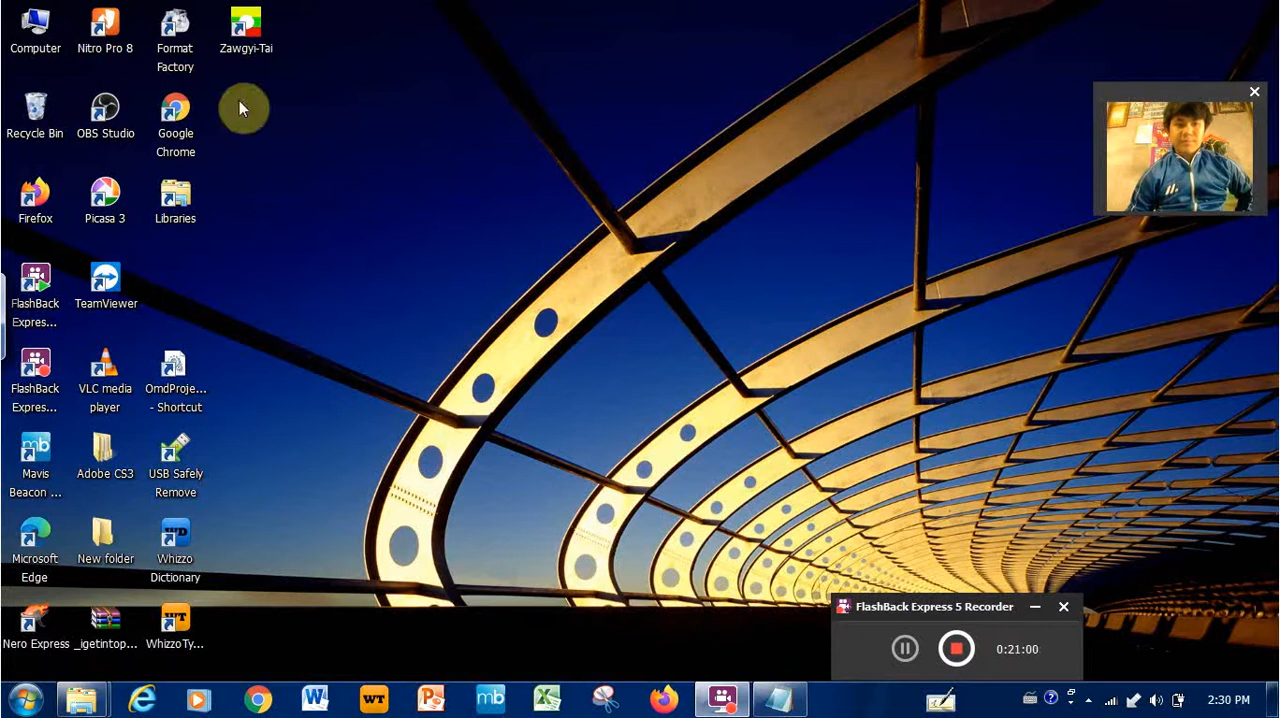 Computer
Nitro Pro 8
Format
Factory
Zawgyi-Tai
Recycle Bin
OBS Studio
Google
Chrome
Firefox
Picasa 3
Libraries
FlashBack
Expres...
TeamViewer
FlashBack
Expres...
VLC media
player
OmdProje...
- Shortcut
Mavis
Beacon ...
Adobe CS3
USB Safely
Remove
Microsoft
Edge
New folder
Whizzo
Dictionary
Nero Express
_igetintop...
WhizzoTy...
FlashBack Express 5 Recorder
0:21:00
2:30 PM